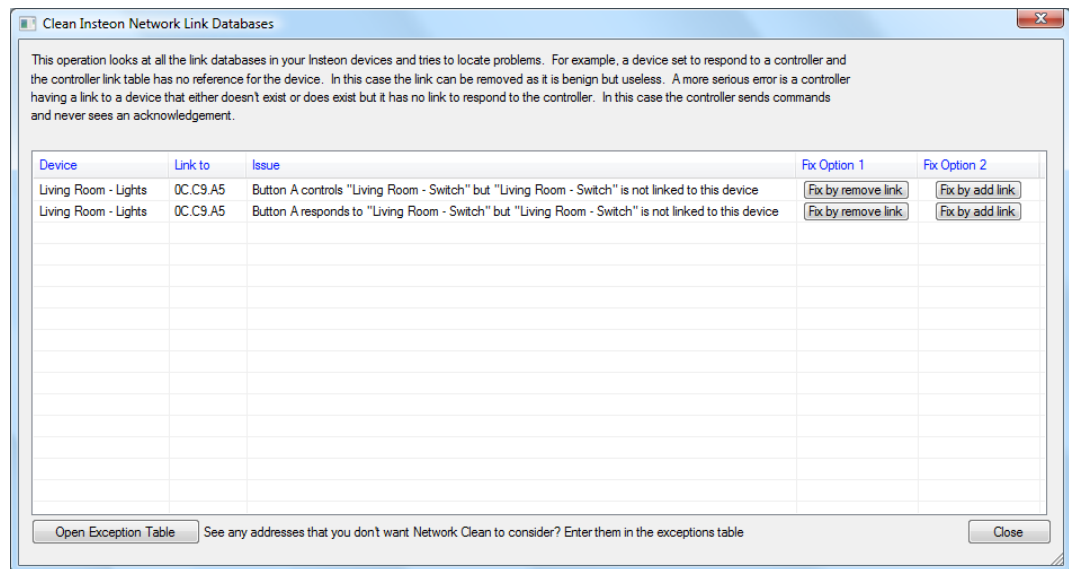 Clean Insteon Network Link Databases
This operation looks at all the link databases in your Insteon devices and tries to locate problems. For example, a device set to respond to a controller and
the controller link table has no reference for the device. In this case the link can be removed as it is benign but useless. A more serious error is a controller
having a link to a device that either doesn't exist or does exist but it has no link to respond to the controller. In this case the controller sends commands
and never sees an acknowledgement.
Device Link to Issue Fix Option 1 Fix Option 2
Living Room - Lights 0C.C9.A5 Button A controls "Living Room - Switch" but "Living Room - Switch" is not linked to this device Fix by remove link Fix by add link
Living Room - Lights 0C.C9.A5 Button A responds to "Living Room - Switch" but "Living Room - Switch" is not linked to this device Fix by remove link Fix by add link
Open Exception Table See any addresses that you don't want Network Clean to consider? Enter them in the exceptions table Close